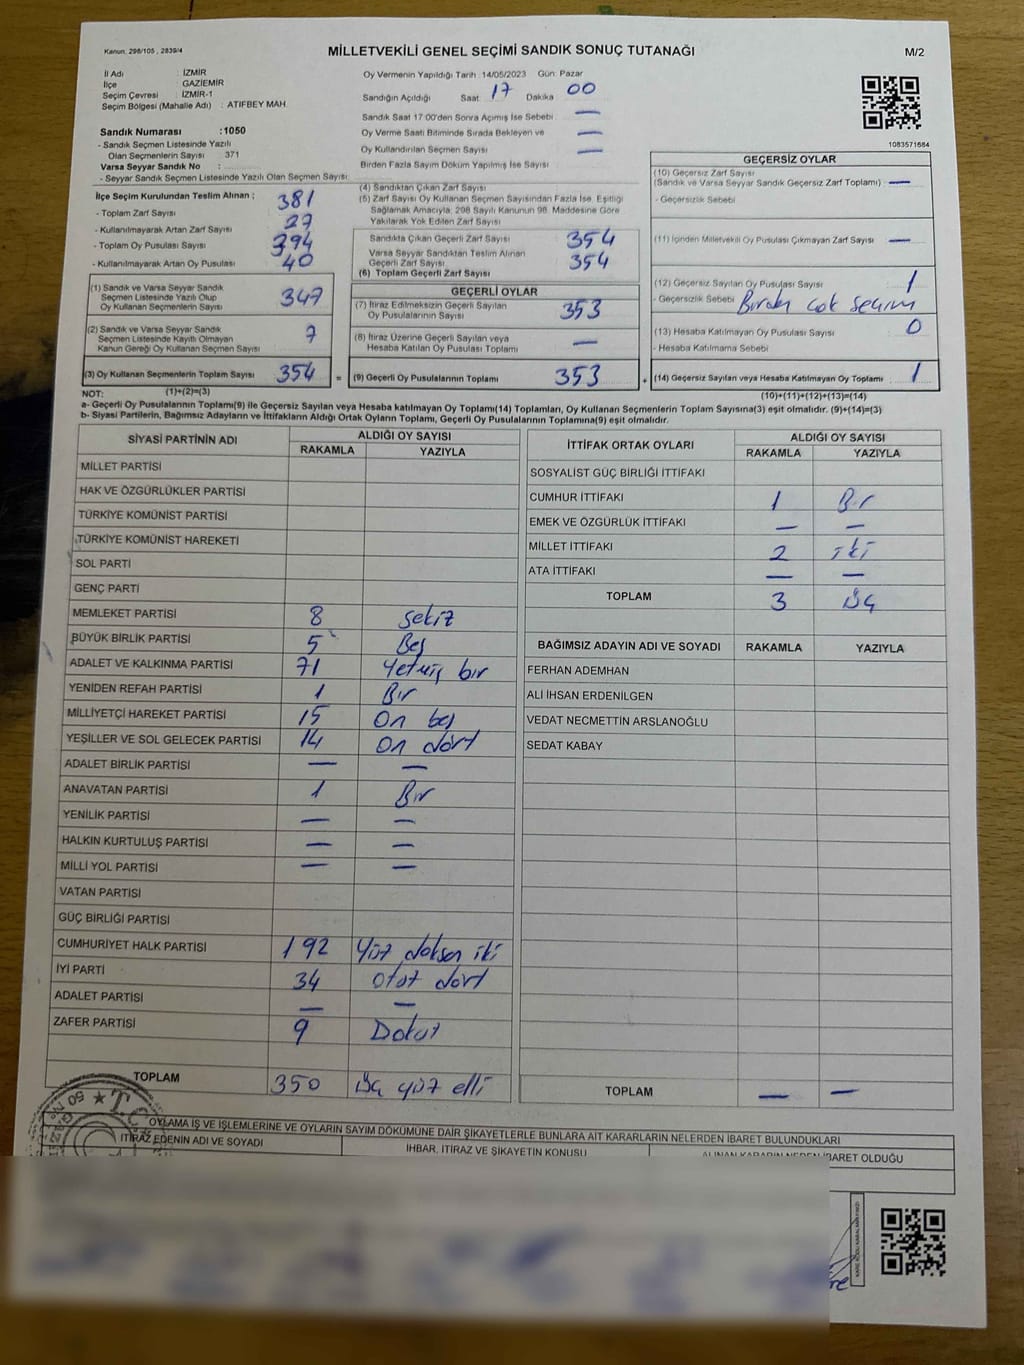 Kanun, 298/105 , 2839/4
MİLLETVEKİLİ GENEL SEÇİMİ SANDIK SONUÇ TUTANAĞI
M/2
İl Adı : İZMİR
İlçe : GAZİEMİR
Seçim Çevresi : İZMİR-1
Seçim Bölgesi (Mahalle Adı) : ATIFBEY MAH.
Sandık Numarası :1050
- Sandık Seçmen Listesinde Yazılı
Olan Seçmenlerin Sayısı 371
Varsa Seyyar Sandık No :
- Seyyar Sandık Seçmen Listesinde Yazılı Olan Seçmen Sayısı
Oy Vermenin Yapıldığı Tarih :14/05/2023 Gün: Pazar
Sandığın Açıldığı Saat 17 Dakika 00
Sandık Saat 17:00'den Sonra Açılmış İse Sebebi —
Oy Verme Saati Bitiminde Sırada Bekleyen ve —
Oy Kullandırılan Seçmen Sayısı —
Birden Fazla Sayım Döküm Yapılmış İse Sayısı
1083571684
İlçe Seçim Kurulundan Teslim Alınan ;
- Toplam Zarf Sayısı 381
- Kullanılmayarak Artan Zarf Sayısı 27
- Toplam Oy Pusulası Sayısı 394
- Kullanılmayarak Artan Oy Pusulası 40
(1) Sandık ve Varsa Seyyar Sandık
Seçmen Listesinde Yazılı Olup
Oy Kullanan Seçmenlerin Sayısı 347
(2) Sandık ve Varsa Seyyar Sandık
Seçmen Listesinde Kayıtlı Olmayan
Kanun Gereği Oy Kullanan Seçmen Sayısı 7
(3) Oy Kullanan Seçmenlerin Toplam Sayısı 354 =
(1)+(2)=(3)
(4) Sandıktan Çıkan Zarf Sayısı
(5) Zarf Sayısı Oy Kullanan Seçmen Sayısından Fazla İse, Eşitliği
Sağlamak Amacıyla, 298 Sayılı Kanunun 98. Maddesine Göre
Yakılarak Yok Edilen Zarf Sayısı
Sandıkta Çıkan Geçerli Zarf Sayısı 354
Varsa Seyyar Sandıktan Teslim Alınan
Geçerli Zarf Sayısı 354
(6) Toplam Geçerli Zarf Sayısı
GEÇERLİ OYLAR
(7) İtiraz Edilmeksizin Geçerli Sayılan
Oy Pusulalarının Sayısı 353
(8) İtiraz Üzerine Geçerli Sayılan veya
Hesaba Katılan Oy Pusulası Toplamı —
(9) Geçerli Oy Pusulalarının Toplamı 353 +
GEÇERSİZ OYLAR
(10) Geçersiz Zarf Sayısı
(Sandık ve Varsa Seyyar Sandık Geçersiz Zarf Toplamı) —
- Geçersizlik Sebebi
(11) İçinden Milletvekili Oy Pusulası Çıkmayan Zarf Sayısı —
(12) Geçersiz Sayılan Oy Pusulası Sayısı 1
- Geçersizlik Sebebi Birden çok seçim
(13) Hesaba Katılmayan Oy Pusulası Sayısı 0
- Hesaba Katılmama Sebebi
(14) Geçersiz Sayılan veya Hesaba Katılmayan Oy Toplamı 1
(10)+(11)+(12)+(13)=(14)
NOT:
a- Geçerli Oy Pusulalarının Toplamı(9) ile Geçersiz Sayılan veya Hesaba katılmayan Oy Toplamı(14) Toplamları, Oy Kullanan Seçmenlerin Toplam Sayısına(3) eşit olmalıdır. (9)+(14)=(3)
b- Siyasi Partilerin, Bağımsız Adayların ve İttifakların Aldığı Ortak Oyların Toplamı, Geçerli Oy Pusulalarının Toplamına(9) eşit olmalıdır.
SİYASİ PARTİNİN ADI ALDIĞI OY SAYISI
RAKAMLA YAZIYLA
MİLLET PARTİSİ
HAK VE ÖZGÜRLÜKLER PARTİSİ
TÜRKİYE KOMÜNİST PARTİSİ
TÜRKİYE KOMÜNİST HAREKETİ
SOL PARTİ
GENÇ PARTİ
MEMLEKET PARTİSİ 8 sekiz
BÜYÜK BİRLİK PARTİSİ 5 Beş
ADALET VE KALKINMA PARTİSİ 71 Yetmiş bir
YENİDEN REFAH PARTİSİ 1 Bir
MİLLİYETÇİ HAREKET PARTİSİ 15 On beş
YEŞİLLER VE SOL GELECEK PARTİSİ 14 On dört
ADALET BİRLİK PARTİSİ — —
ANAVATAN PARTİSİ 1 Bir
YENİLİK PARTİSİ — —
HALKIN KURTULUŞ PARTİSİ — —
MİLLİ YOL PARTİSİ — —
VATAN PARTİSİ
GÜÇ BİRLİĞİ PARTİSİ
CUMHURİYET HALK PARTİSİ 192 Yüz doksan iki
İYİ PARTİ 34 Otuz dört
ADALET PARTİSİ — —
ZAFER PARTİSİ 9 Dokuz
TOPLAM 350 Üç yüz elli
İTTİFAK ORTAK OYLARI ALDIĞI OY SAYISI
RAKAMLA YAZIYLA
SOSYALİST GÜÇ BİRLİĞİ İTTİFAKI
CUMHUR İTTİFAKI 1 Bir
EMEK VE ÖZGÜRLÜK İTTİFAKI — —
MİLLET İTTİFAKI 2 iki
ATA İTTİFAKI — —
TOPLAM 3 üç
BAĞIMSIZ ADAYIN ADI VE SOYADI RAKAMLA YAZIYLA
FERHAN ADEMHAN
ALİ İHSAN ERDENİLGEN
VEDAT NECMETTİN ARSLANOĞLU
SEDAT KABAY
TOPLAM — —
T.C.
OYLAMA İŞ VE İŞLEMLERİNE VE OYLARIN SAYIM DÖKÜMÜNE DAİR ŞİKAYETLERLE BUNLARA AİT KARARLARIN NELERDEN İBARET BULUNDUKLARI
İTİRAZ EDENİN ADI VE SOYADI İHBAR, İTİRAZ VE ŞİKAYETİN KONUSU ALINAN KARARIN NEDEN İBARET OLDUĞU